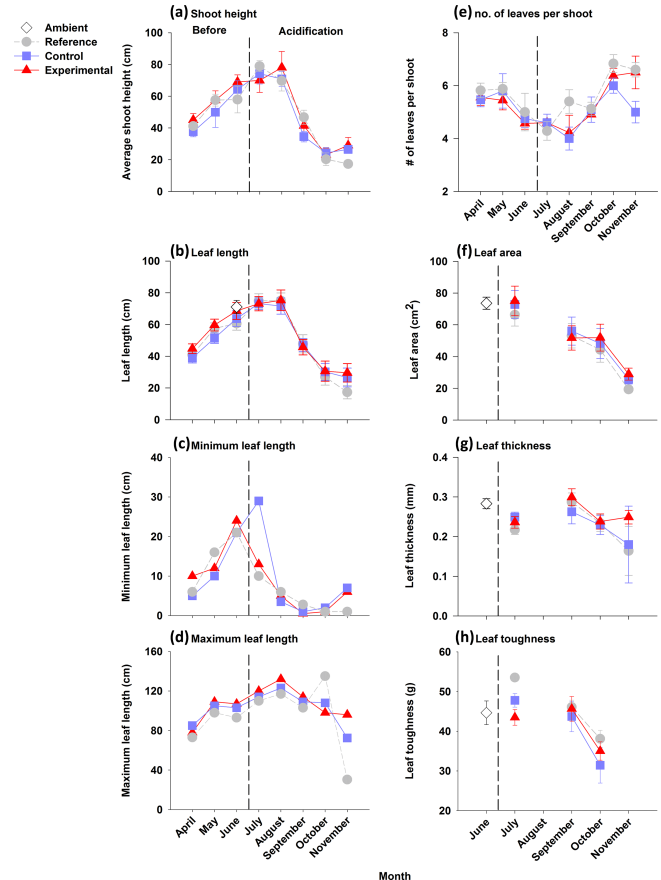 Ambient
Reference
Control
Experimental
(a) Shoot height
Before
Acidification
Average shoot height (cm)
100
80
60
40
20
0
(e) no. of leaves per shoot
# of leaves per shoot
8
6
4
2
April
May
June
July
August
September
October
November
(b) Leaf length
Leaf length (cm)
100
80
60
40
20
0
(f) Leaf area
Leaf area (cm2)
100
80
60
40
20
0
(c) Minimum leaf length
Minimum leaf length (cm)
40
30
20
10
0
(g) Leaf thickness
Leaf thickness (mm)
0.4
0.3
0.2
0.1
0.0
(d) Maximum leaf length
Maximum leaf length (cm)
160
120
80
40
0
April
May
June
July
August
September
October
November
(h) Leaf toughness
Leaf toughness (g)
60
50
40
30
20
June
July
August
September
October
November
Month